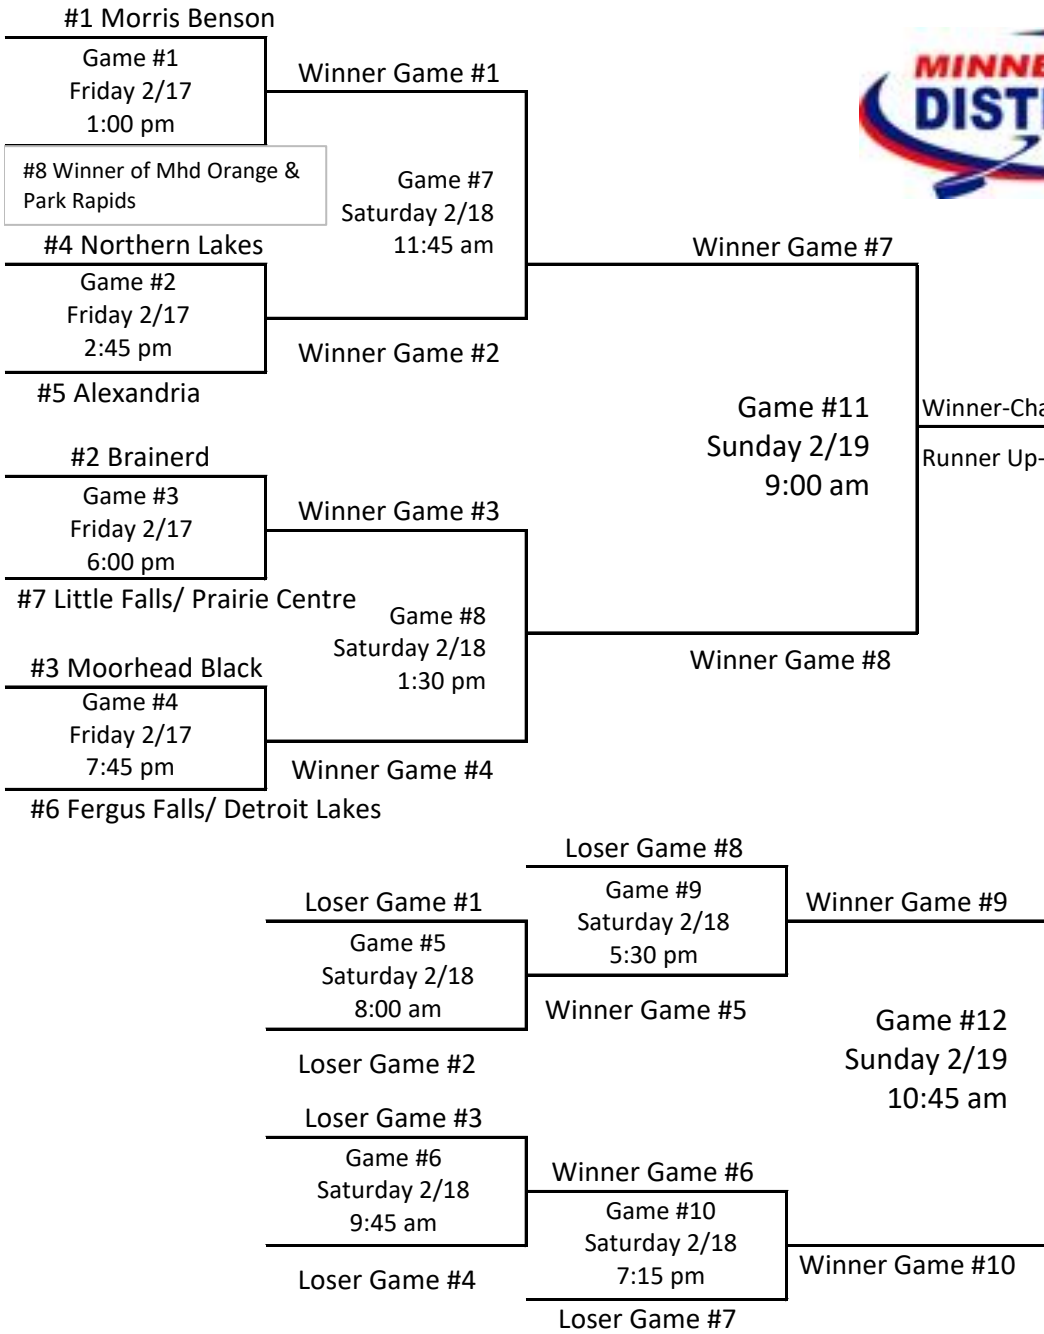 #1 Morris Benson
Game #1
Friday 2/17
1:00 pm
Winner Game #1
#8 Winner of Mhd Orange &
Park Rapids
Game #7
Saturday 2/18
11:45 am
#4 Northern Lakes
Game #2
Friday 2/17
2:45 pm
Winner Game #2
#5 Alexandria
Winner Game #7
Game #11
Sunday 2/19
9:00 am
Winner-Cha
Runner Up-
#2 Brainerd
Game #3
Friday 2/17
6:00 pm
Winner Game #3
#7 Little Falls/ Prairie Centre
Game #8
Saturday 2/18
1:30 pm
#3 Moorhead Black
Game #4
Friday 2/17
7:45 pm
Winner Game #4
Winner Game #8
#6 Fergus Falls/ Detroit Lakes
Loser Game #8
Game #9
Saturday 2/18
5:30 pm
Winner Game #9
Loser Game #1
Game #5
Saturday 2/18
8:00 am
Winner Game #5
Loser Game #2
Game #12
Sunday 2/19
10:45 am
Loser Game #3
Game #6
Saturday 2/18
9:45 am
Winner Game #6
Game #10
Saturday 2/18
7:15 pm
Winner Game #10
Loser Game #4
Loser Game #7
MINNE
DIST